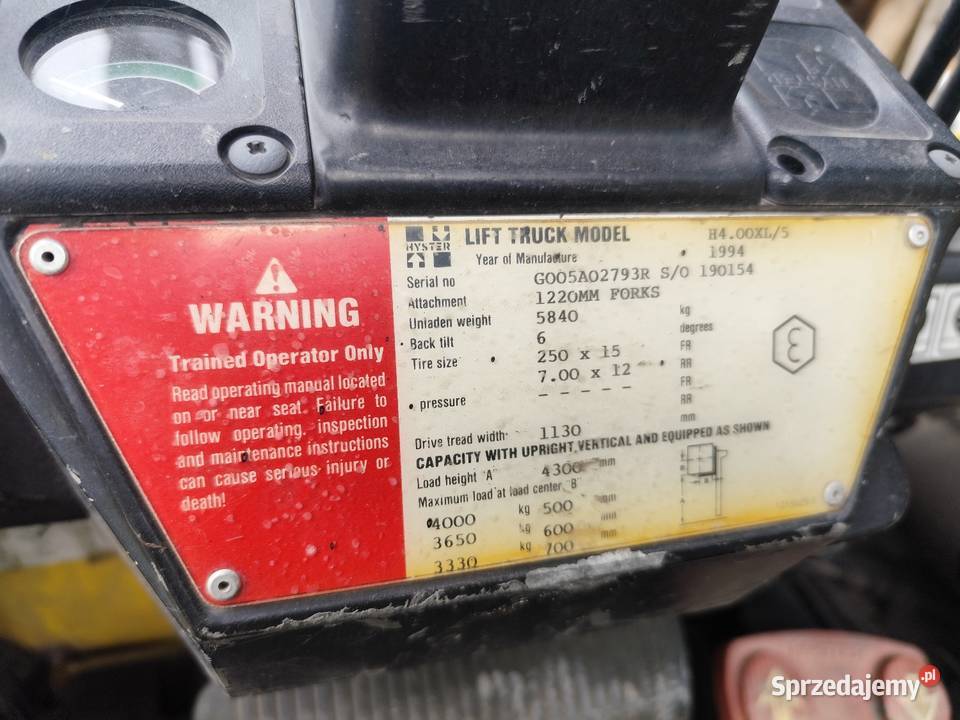 WARNING
Trained Operator Only
Read operating manual located
on or near seat. Failure to
follow operating, inspection
and maintenance instructions
can cause serious injury or
death!
HYSTER
LIFT TRUCK MODEL H4.00XL/5
Year of Manufacture 1994
Serial no G005A02793R S/O 190154
Attachment 1220MM FORKS
Unladen weight 5840 kg
Back tilt 6 degrees
Tire size 250 x 15 FR
7.00 x 12 RR
pressure - - - - - FR
RR
Drive tread width 1130 mm
CAPACITY WITH UPRIGHT VERTICAL AND EQUIPPED AS SHOWN
Load height 'A' 4300 mm
Maximum load at load center 'B'
4000 kg 500 mm
3650 kg 600 mm
3330 kg 700 mm
Sprzedajemy.pl